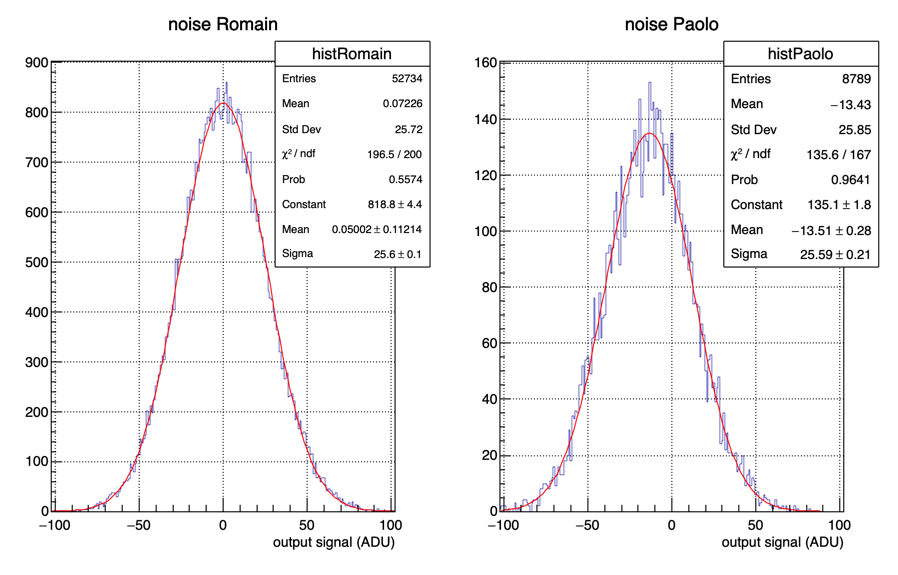 noise Romain
histRomain
Entries 52734
Mean 0.07226
Std Dev 25.72
χ² / ndf 196.5 / 200
Prob 0.5574
Constant 818.8 ± 4.4
Mean 0.05002 ± 0.11214
Sigma 25.6 ± 0.1
900
800
700
600
500
400
300
200
100
0
−100 −50 0 50 100
output signal (ADU)
noise Paolo
histPaolo
Entries 8789
Mean −13.43
Std Dev 25.85
χ² / ndf 135.6 / 167
Prob 0.9641
Constant 135.1 ± 1.8
Mean −13.51 ± 0.28
Sigma 25.59 ± 0.21
160
140
120
100
80
60
40
20
0
−100 −50 0 50 100
output signal (ADU)